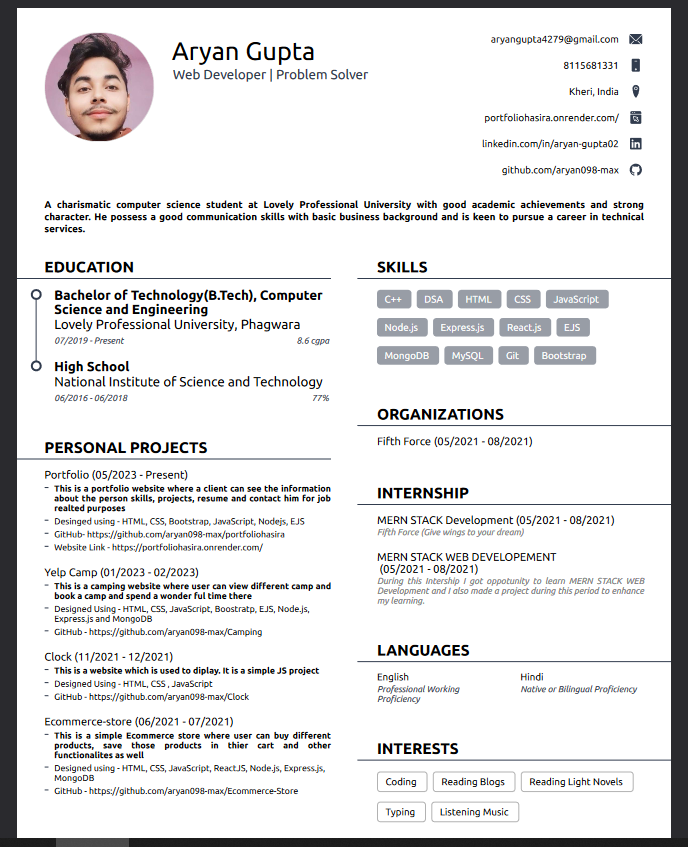 Aryan Gupta
Web Developer | Problem Solver
aryangupta4279@gmail.com
8115681331
Kheri, India
portfoliohasira.onrender.com/
linkedin.com/in/aryan-gupta02
github.com/aryan098-max
A charismatic computer science student at Lovely Professional University with good academic achievements and strong
character. He possess a good communication skills with basic business background and is keen to pursue a career in technical
services.
EDUCATION
Bachelor of Technology(B.Tech), Computer
Science and Engineering
Lovely Professional University, Phagwara
07/2019 - Present 8.6 cgpa
High School
National Institute of Science and Technology
06/2016 - 06/2018 77%
PERSONAL PROJECTS
Portfolio (05/2023 - Present)
– This is a portfolio website where a client can see the information
about the person skills, projects, resume and contact him for job
realted purposes
– Desinged using - HTML, CSS, Bootstrap, JavaScript, Nodejs, EJS
– GitHub- https://github.com/aryan098-max/portfoliohasira
– Website Link - https://portfoliohasira.onrender.com/
Yelp Camp (01/2023 - 02/2023)
– This is a camping website where user can view different camp and
book a camp and spend a wonder ful time there
– Designed Using - HTML, CSS, JavaScript, Boostratp, EJS, Node.js,
Express.js and MongoDB
– GitHub - https://github.com/aryan098-max/Camping
Clock (11/2021 - 12/2021)
– This is a website which is used to diplay. It is a simple JS project
– Designed Using - HTML, CSS , JavaScript
– GitHub - https://github.com/aryan098-max/Clock
Ecommerce-store (06/2021 - 07/2021)
– This is a simple Ecommerce store where user can buy different
products, save those products in thier cart and other
functionalites as well
– Designed using - HTML, CSS, JavaScript, ReactJS, Node.js, Express.js,
MongoDB
– GitHub - https://github.com/aryan098-max/Ecommerce-Store
SKILLS
C++ DSA HTML CSS JavaScript
Node.js Express.js React.js EJS
MongoDB MySQL Git Bootstrap
ORGANIZATIONS
Fifth Force (05/2021 - 08/2021)
INTERNSHIP
MERN STACK Development (05/2021 - 08/2021)
Fifth Force (Give wings to your dream)
MERN STACK WEB DEVELOPEMENT
(05/2021 - 08/2021)
During this Intership I got oppotunity to learn MERN STACK WEB
Development and I also made a project during this period to enhance
my learning.
LANGUAGES
English Hindi
Professional Working Native or Bilingual Proficiency
Proficiency
INTERESTS
Coding Reading Blogs Reading Light Novels
Typing Listening Music